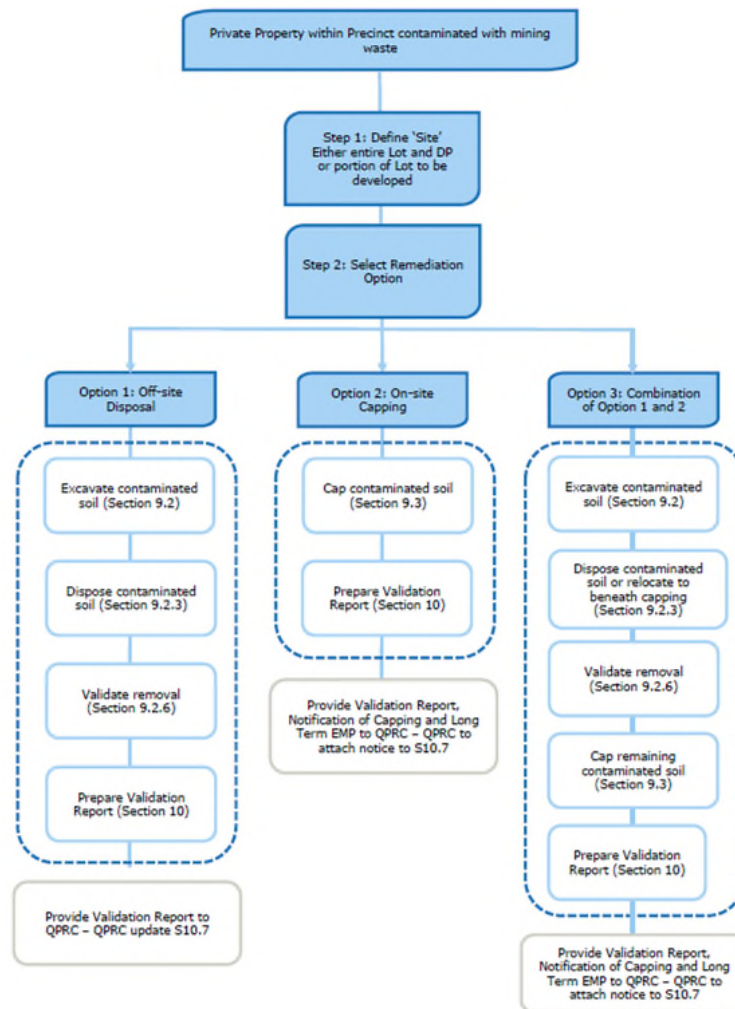 Private Property within Precinct contaminated with mining
waste
Step 1: Define ‘Site’
Either entire Lot and DP
or portion of Lot to be
developed
Step 2: Select Remediation
Option
Option 1: Off-site
Disposal
Excavate contaminated
soil (Section 9.2)
Dispose contaminated
soil (Section 9.2.3)
Validate removal
(Section 9.2.6)
Prepare Validation
Report (Section 10)
Provide Validation Report to
QPRC – QPRC update S10.7
Option 2: On-site
Capping
Cap contaminated soil
(Section 9.3)
Prepare Validation
Report (Section 10)
Provide Validation Report,
Notification of Capping and Long
Term EMP to QPRC – QPRC to
attach notice to S10.7
Option 3: Combination
of Option 1 and 2
Excavate contaminated
soil (Section 9.2)
Dispose contaminated
soil or relocate to
beneath capping
(Section 9.2.3)
Validate removal
(Section 9.2.6)
Cap remaining
contaminated soil
(Section 9.3)
Prepare Validation
Report (Section 10)
Provide Validation Report,
Notification of Capping and Long
Term EMP to QPRC – QPRC to
attach notice to S10.7